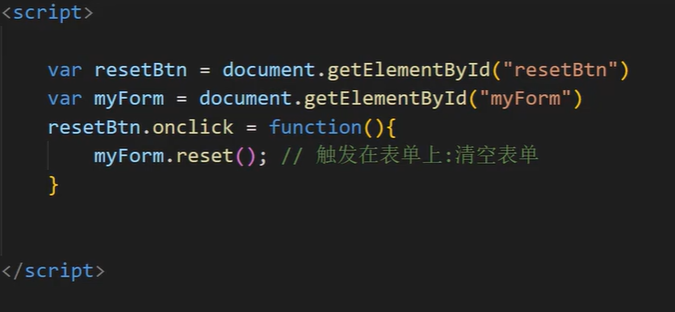 <script>
var resetBtn = document.getElementById("resetBtn")
var myForm = document.getElementById("myForm")
resetBtn.onclick = function(){
myForm.reset(); // 触发在表单上:清空表单
}
</script>